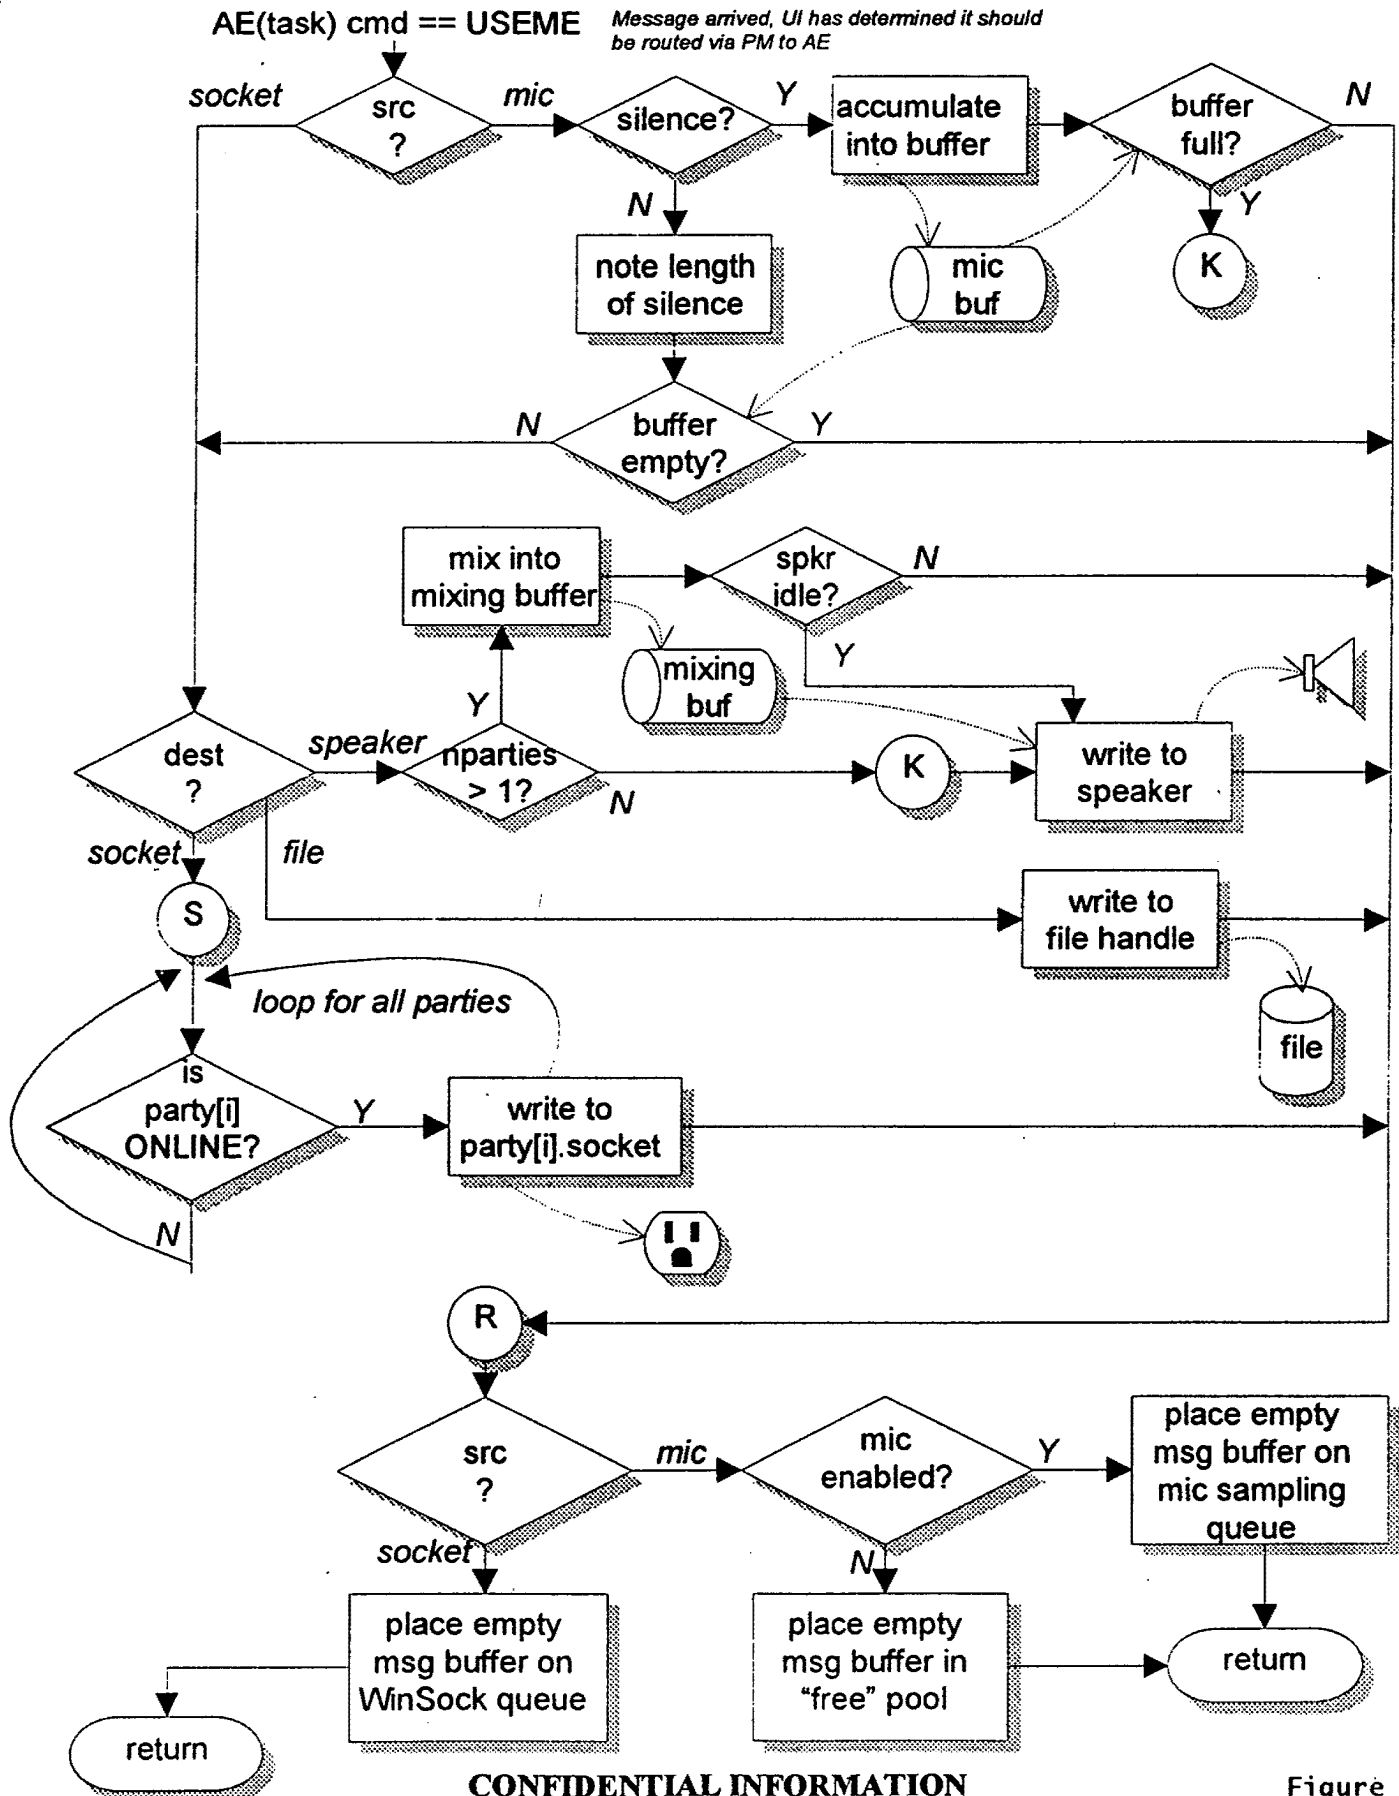 AE(task) cmd == USEME
Message arrived, UI has determined it should
be routed via PM to AE
socket
src
?
mic
silence?
Y
accumulate
into buffer
buffer
full?
N
N
Y
note length
of silence
mic
buf
K
N
buffer
empty?
Y
mix into
mixing buffer
spkr
idle?
N
Y
mixing
buf
Y
dest
?
speaker
nparties
> 1?
N
K
write to
speaker
socket
file
S
write to
file handle
loop for all parties
file
is
party[i]
ONLINE?
Y
write to
party[i].socket
N
R
src
?
mic
mic
enabled?
Y
place empty
msg buffer on
mic sampling
queue
socket
N
place empty
msg buffer on
WinSock queue
place empty
msg buffer in
“free” pool
return
return
CONFIDENTIAL INFORMATION
Figure